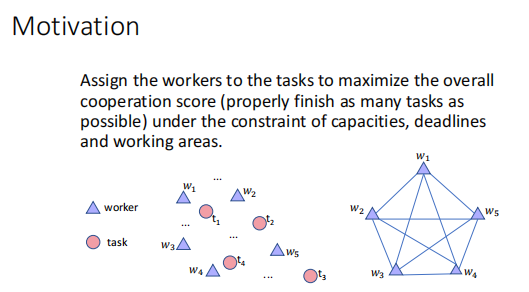 Motivation
Assign the workers to the tasks to maximize the overall
cooperation score (properly finish as many tasks as
possible) under the constraint of capacities, deadlines
and working areas.
...
w1
w2
worker
t1
t2
...
...
task
w3
t4
w5
w4
...
t3
w1
w2
w5
w3
w4